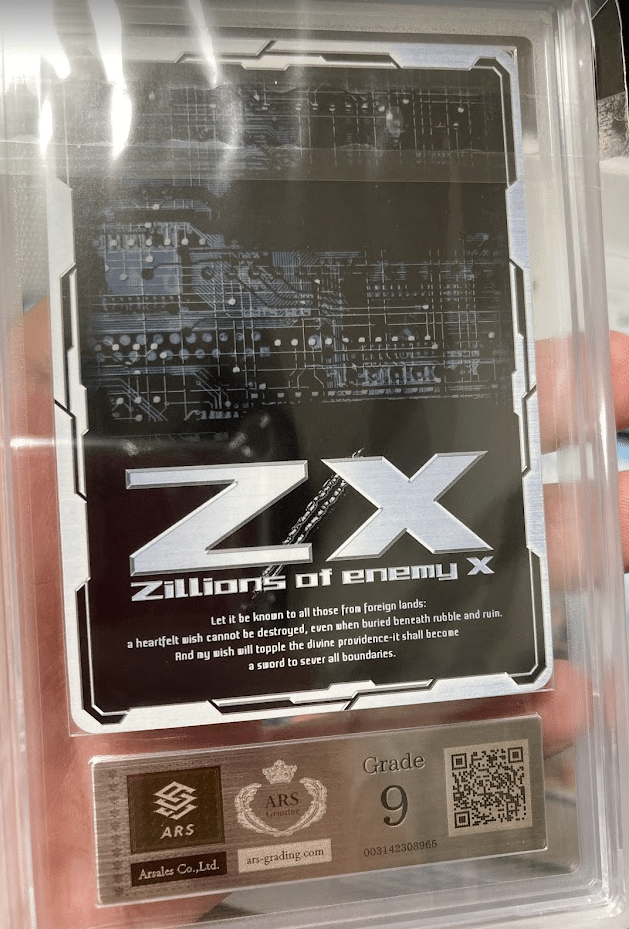 Z/X
Zillions of enemy X
Let it be known to all those from foreign lands:
a heartfelt wish cannot be destroyed, even when buried beneath rubble and ruin.
And my wish will topple the divine providence-it shall become
a sword to sever all boundaries.
ARS
Arsales Co.,Ltd.
ARS
Genuine
ars-grading.com
Grade
9
003142308965